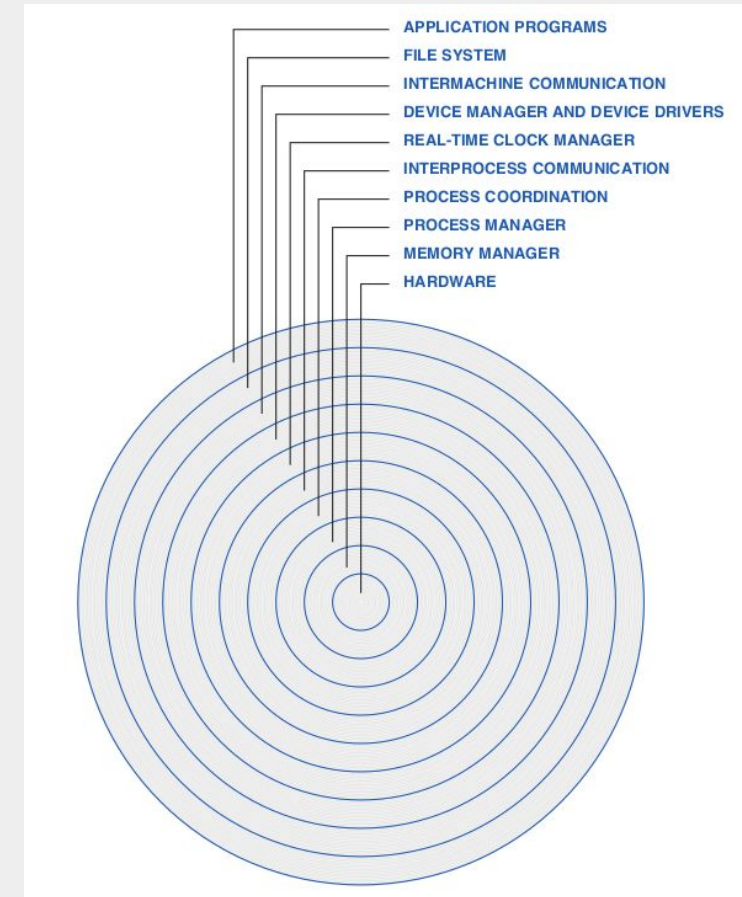 APPLICATION PROGRAMS
FILE SYSTEM
INTERMACHINE COMMUNICATION
DEVICE MANAGER AND DEVICE DRIVERS
REAL-TIME CLOCK MANAGER
INTERPROCESS COMMUNICATION
PROCESS COORDINATION
PROCESS MANAGER
MEMORY MANAGER
HARDWARE